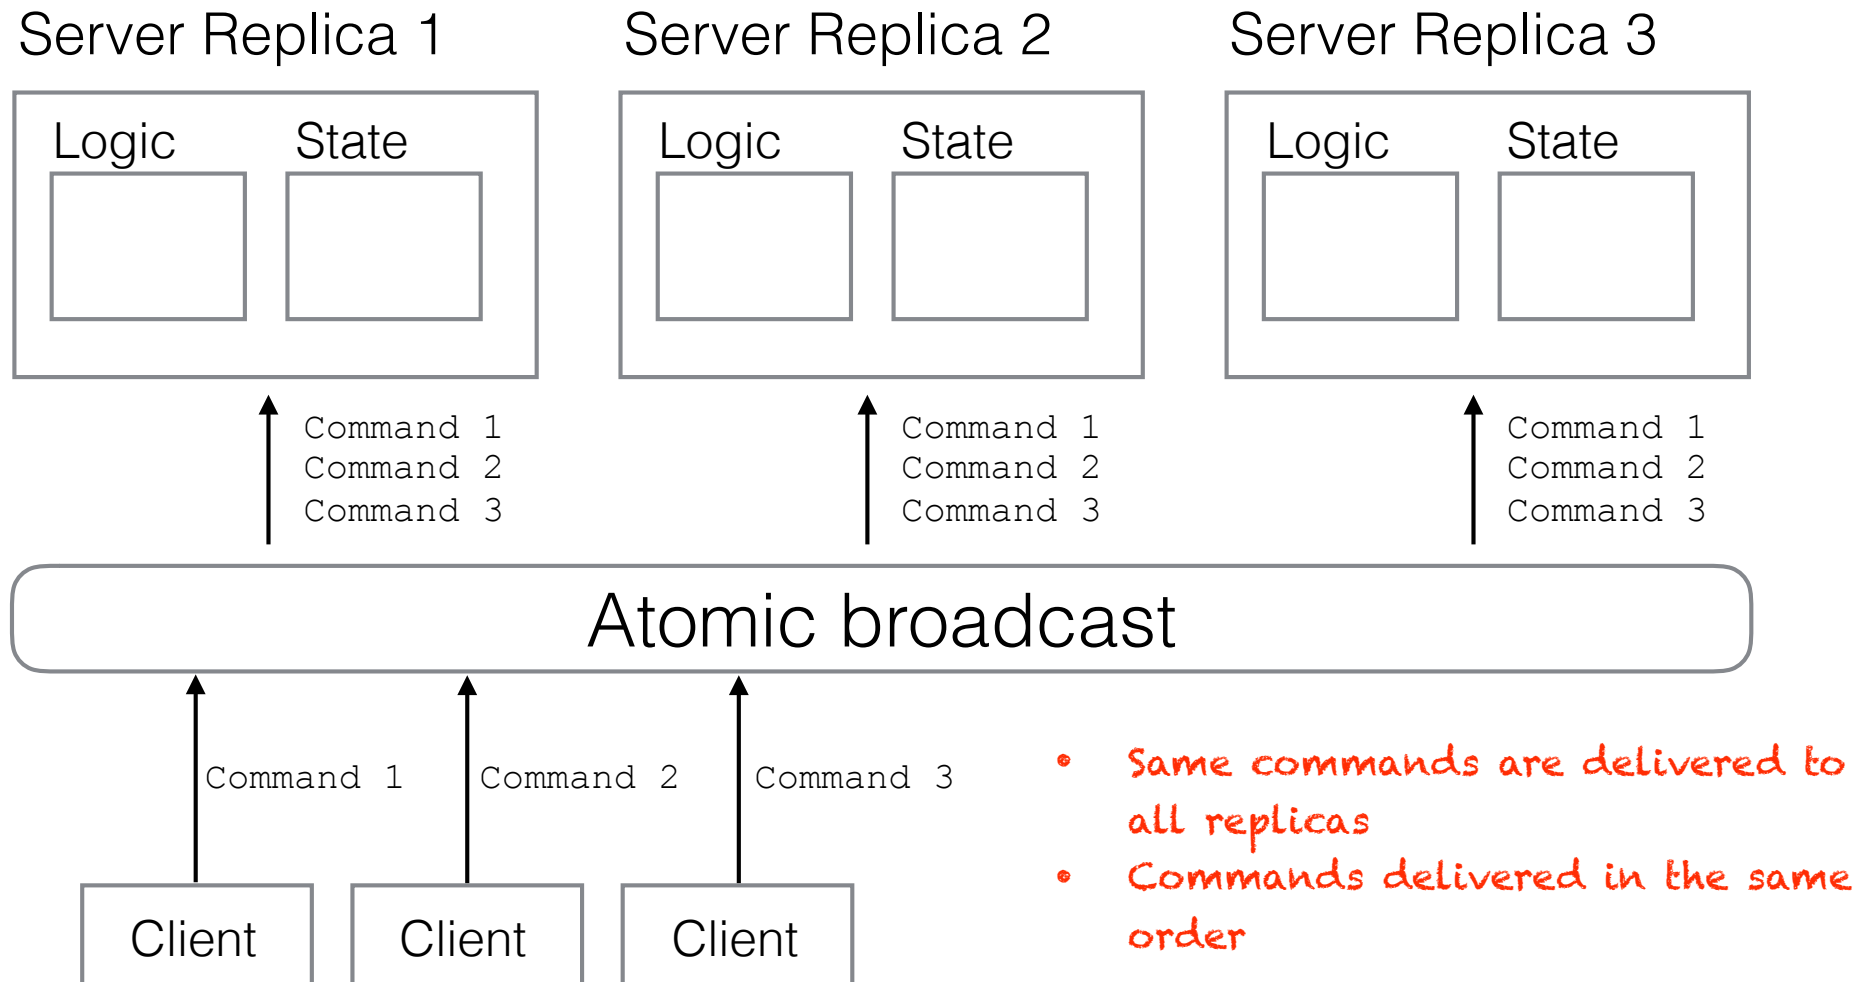 Server Replica 1
Server Replica 2
Server Replica 3
Logic
State
Logic
State
Logic
State
Command 1
Command 2
Command 3
Command 1
Command 2
Command 3
Command 1
Command 2
Command 3
Atomic broadcast
Command 1
Command 2
Command 3
• Same commands are delivered to
all replicas
• Commands delivered in the same
order
Client
Client
Client